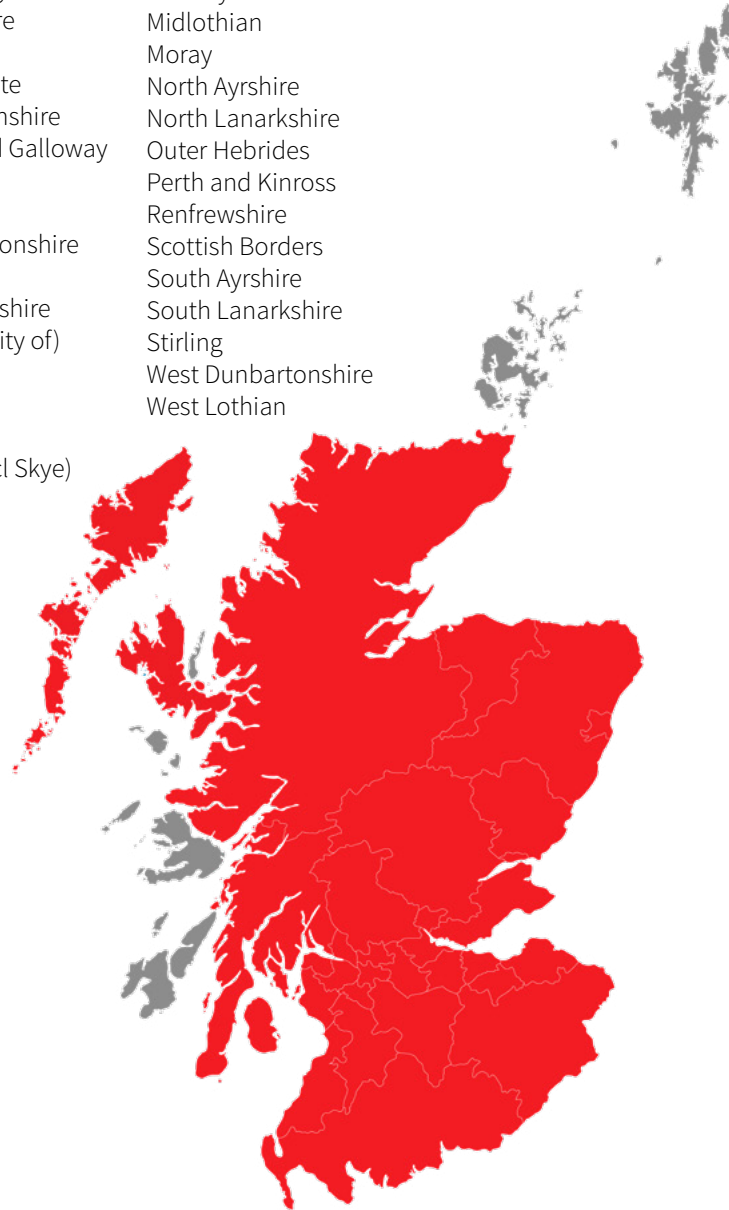 re
te
nshire
Galloway
onshire
shire
ity of)
cl Skye)
Midlothian
Moray
North Ayrshire
North Lanarkshire
Outer Hebrides
Perth and Kinross
Renfrewshire
Scottish Borders
South Ayrshire
South Lanarkshire
Stirling
West Dunbartonshire
West Lothian